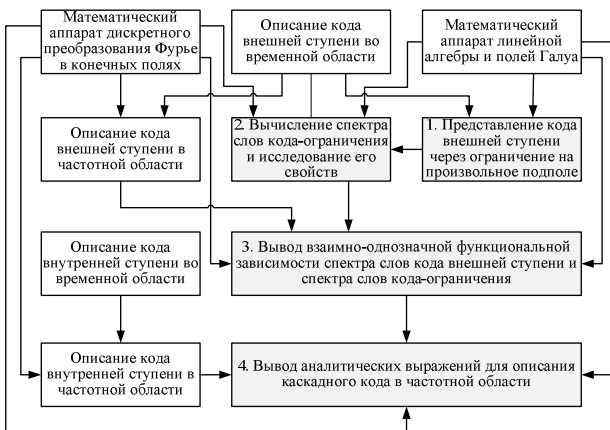 Математический
аппарат дискретного
преобразования Фурье
в конечных полях
Описание кода
внешней ступени во
временной области
Математический
аппарат линейной
алгебры и полей Галуа
Описание кода
внешней ступени в
частотной области
2. Вычисление спектра
слов кода-ограничения
и исследование его
свойств
1. Представление кода
внешней ступени
через ограничение на
произвольное подполе
Описание кода
внутренней ступени во
временной области
3. Вывод взаимно-однозначной функциональной
зависимости спектра слов кода внешней ступени и
спектра слов кода-ограничения
Описание кода
внутренней ступени в
частотной области
4. Вывод аналитических выражений для описания
каскадного кода в частотной области